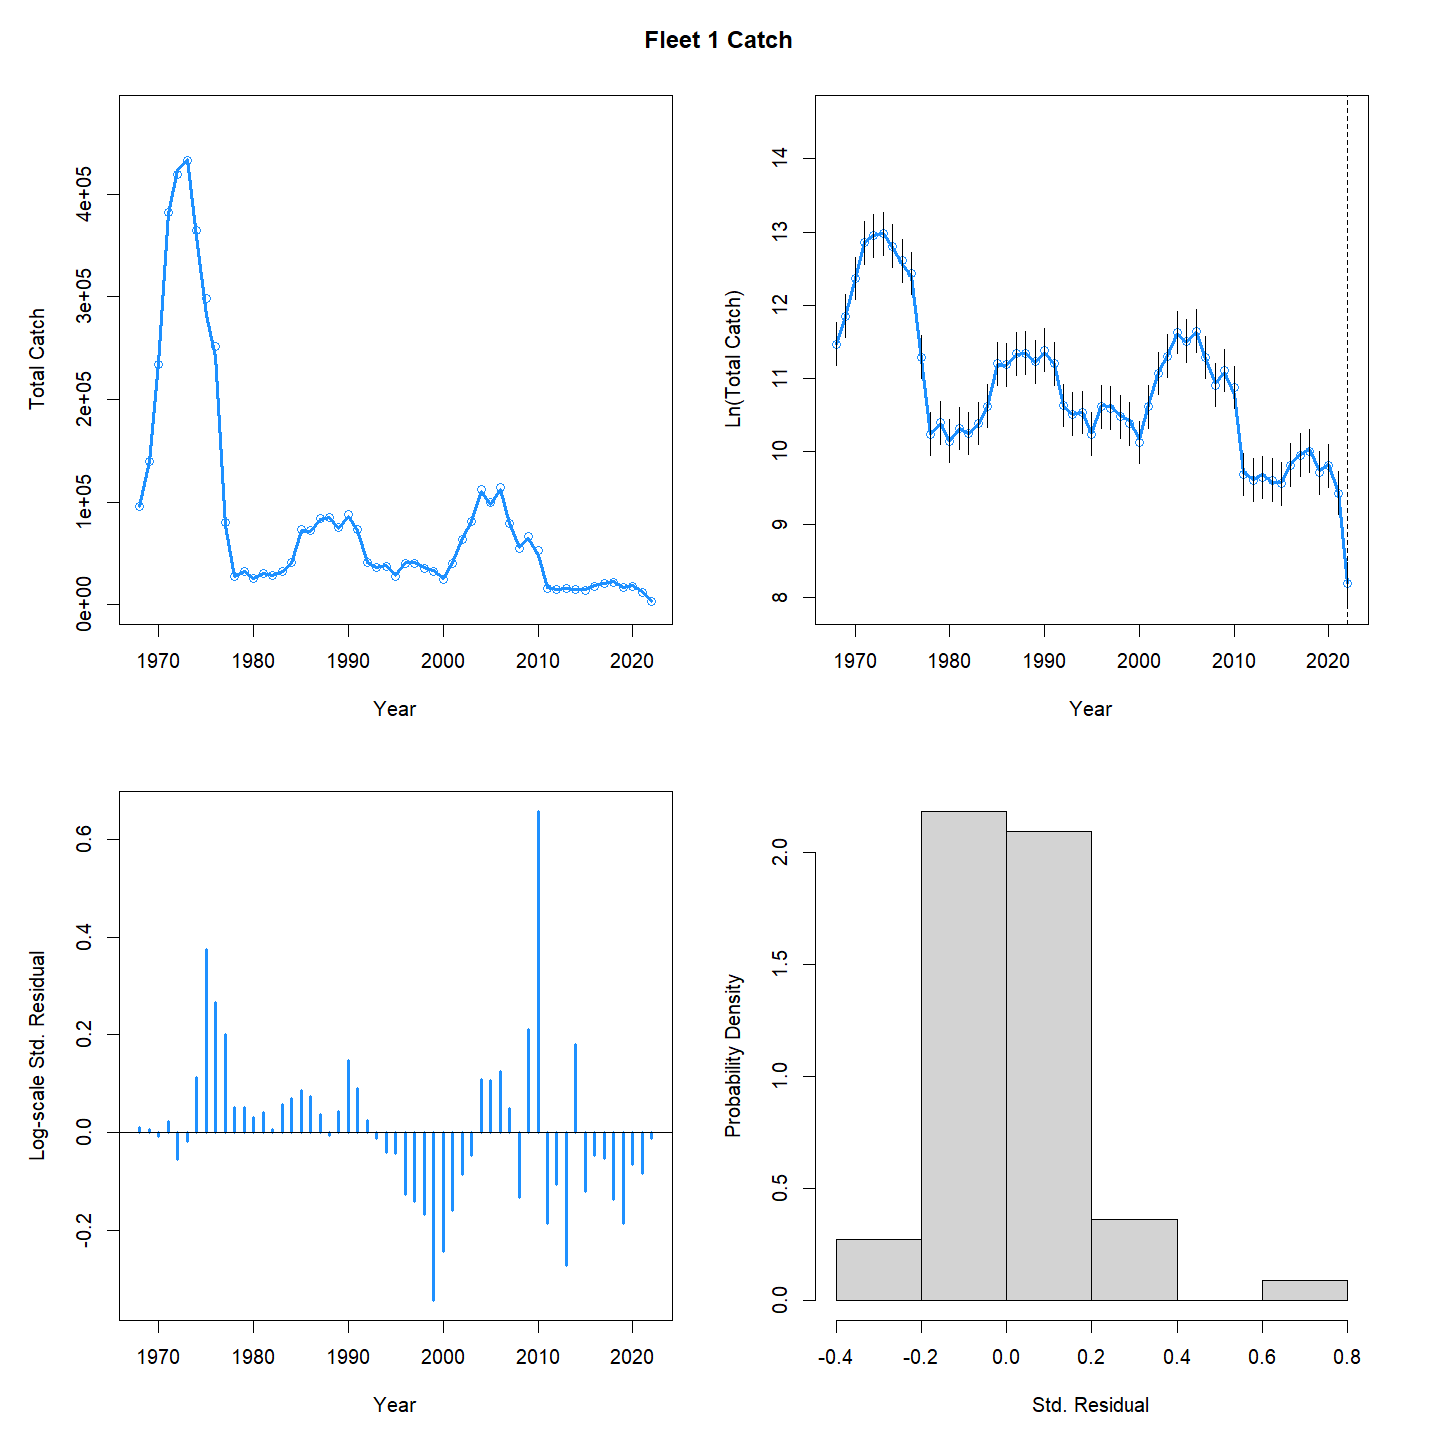 Fleet 1 Catch
Total Catch
0e+00 1e+05 2e+05 3e+05 4e+05
1970 1980 1990 2000 2010 2020
Year
Ln(Total Catch)
8 9 10 11 12 13 14
1970 1980 1990 2000 2010 2020
Year
Log-scale Std. Residual
-0.2 0.0 0.2 0.4 0.6
1970 1980 1990 2000 2010 2020
Year
Probability Density
0.0 0.5 1.0 1.5 2.0
-0.4 -0.2 0.0 0.2 0.4 0.6 0.8
Std. Residual